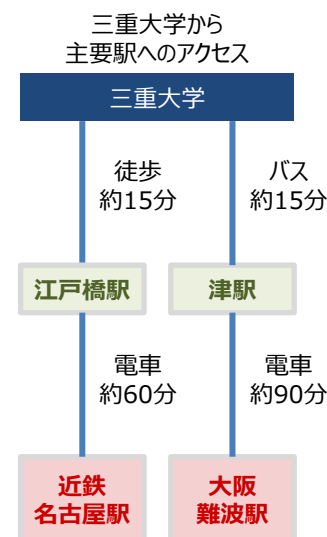 三重大学から
主要駅へのアクセス
三重大学
徒歩
約15分
バス
約15分
江戸橋駅
津駅
電車
約60分
電車
約90分
近鉄
名古屋駅
大阪
難波駅